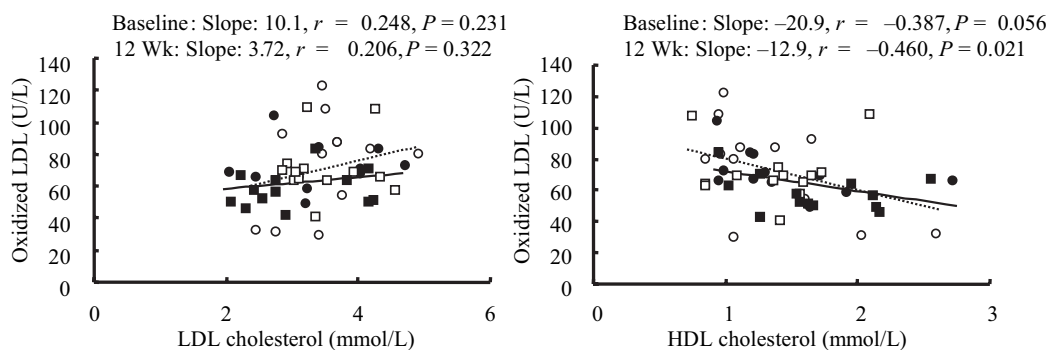 Baseline: Slope: 10.1, r = 0.248, P = 0.231
12 Wk: Slope: 3.72, r = 0.206, P = 0.322
Oxidized LDL (U/L)
140
120
100
80
60
40
20
0
0 2 4 6
LDL cholesterol (mmol/L)
Baseline: Slope: –20.9, r = –0.387, P = 0.056
12 Wk: Slope: –12.9, r = –0.460, P = 0.021
Oxidized LDL (U/L)
140
120
100
80
60
40
20
0
0 1 2 3
HDL cholesterol (mmol/L)